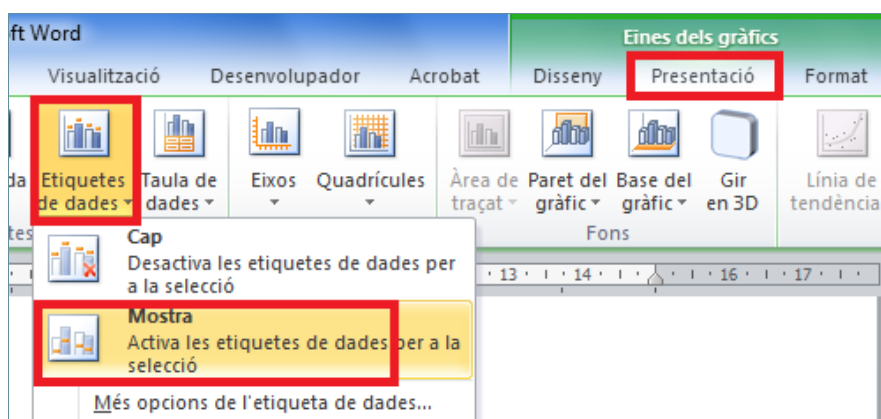 ft Word
Eines dels gràfics
Visualització Desenvolupador Acrobat Disseny Presentació Format
da Etiquetes de dades Taula de dades Eixos Quadrícules Àrea de traçat Paret del gràfic Base del gràfic Gir en 3D Línia de tendència
tes Fons
Cap
Desactiva les etiquetes de dades per
a la selecció
· 13 · · 14 · · 16 · · 17 ·
Mostra
Activa les etiquetes de dades per a la
selecció
Més opcions de l'etiqueta de dades...